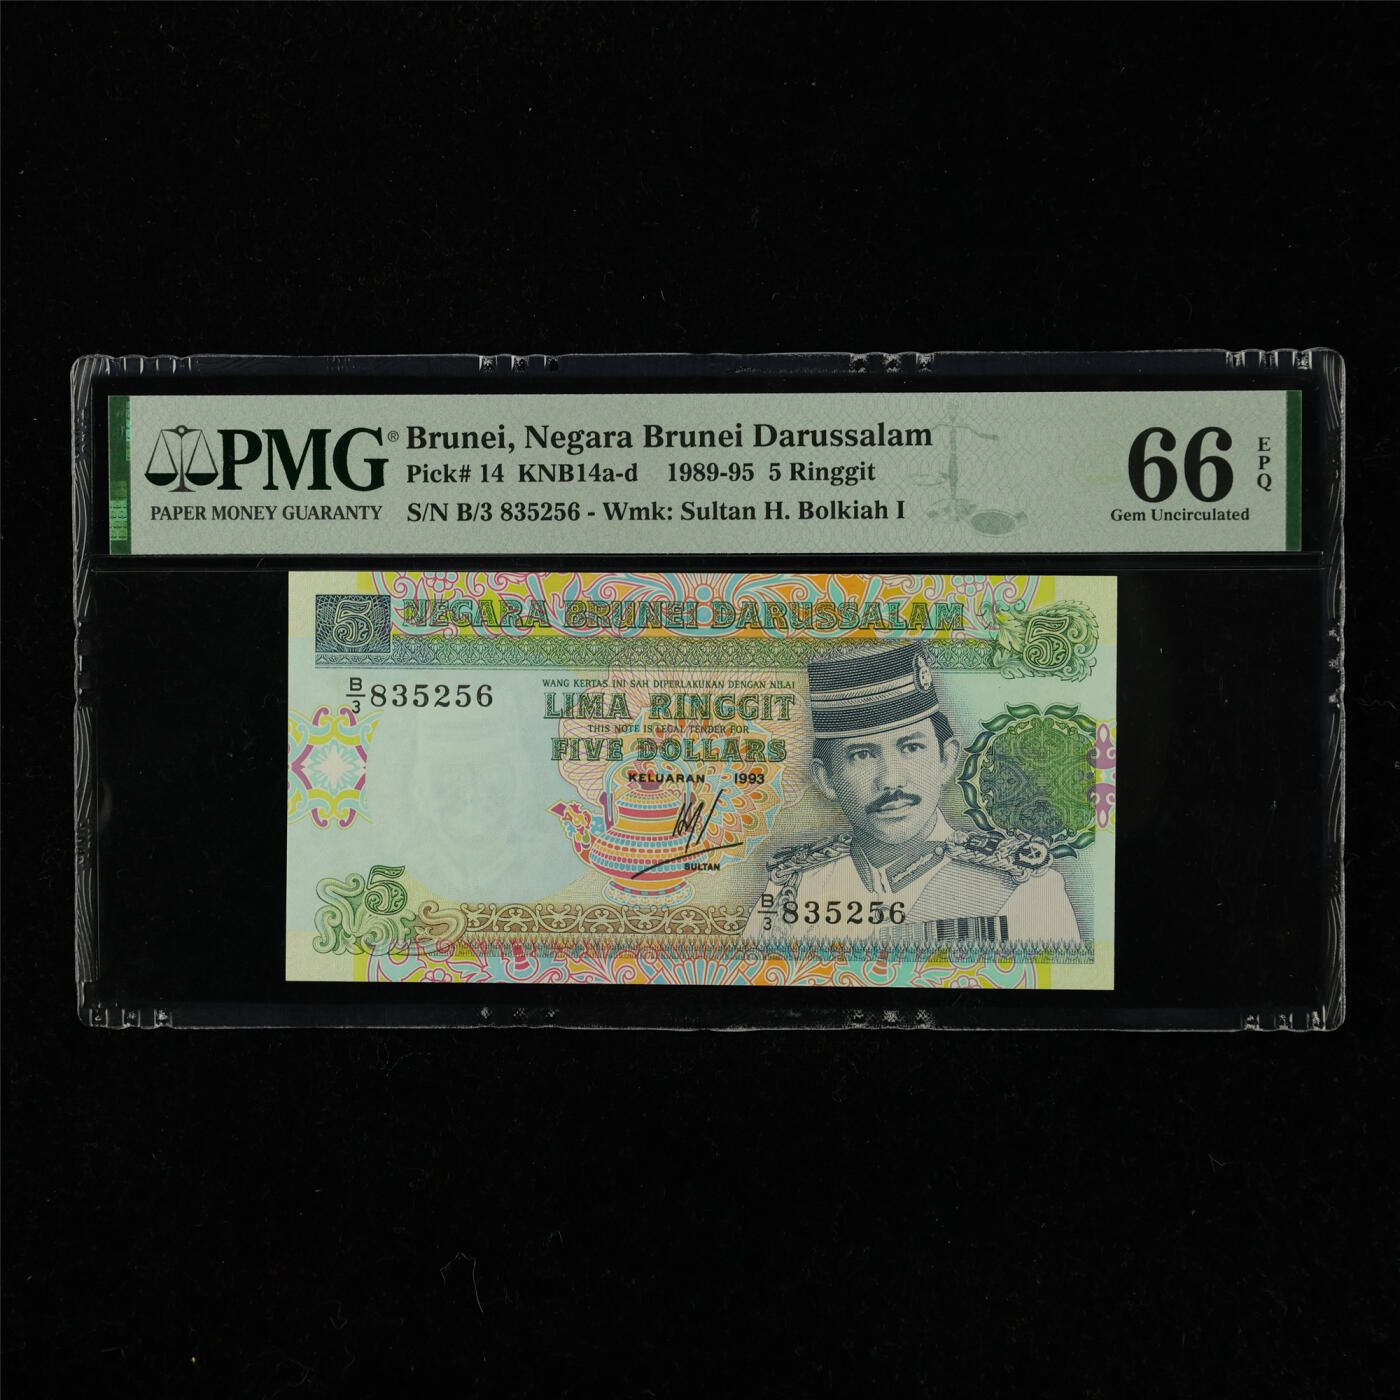 PMG®
PAPER MONEY GUARANTY
Brunei, Negara Brunei Darussalam
Pick# 14 KNB14a-d 1989-95 5 Ringgit
S/N B/3 835256 - Wmk: Sultan H. Bolkiah I
66 EPQ
Gem Uncirculated
5 NEGARA BRUNEI DARUSSALAM 5
B/3 835256
WANG KERTAS INI SAH DIPERLAKUKAN DENGAN NILAI
LIMA RINGGIT
THIS NOTE IS LEGAL TENDER FOR
FIVE DOLLARS
KELUARAN 1993
SULTAN
5
B/3 835256